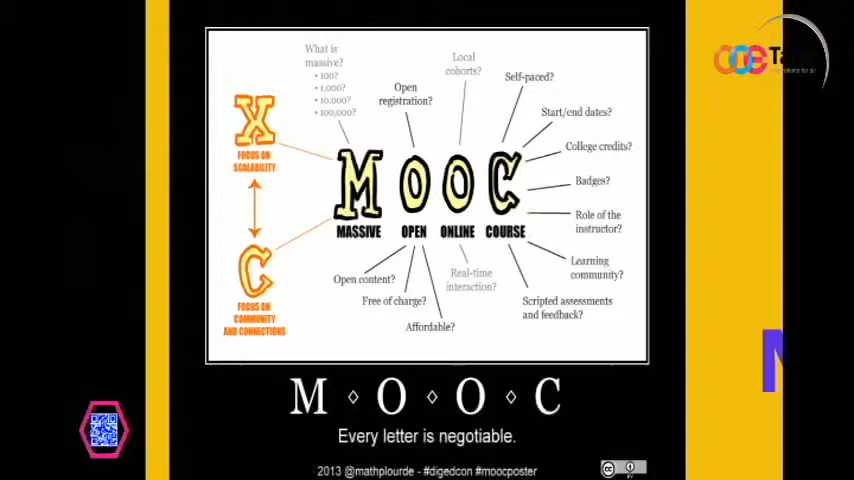 What is
massive?
• 100?
• 1,000?
• 10,000?
• 100,000?
Open
registration?
Local
cohorts?
Self-paced?
Start/end dates?
College credits?
Badges?
Role of the
instructor?
Learning
community?
Scripted assessments
and feedback?
X
FOCUS ON
SCALABILITY
C
FOCUS ON
COMMUNITY
AND CONNECTIONS
MOOC
MASSIVE OPEN ONLINE COURSE
Open content?
Free of charge?
Affordable?
Real-time
interaction?
M ◊ O ◊ O ◊ C
Every letter is negotiable.
2013 @mathplourde - #digedcon #moocposter
cc
BY